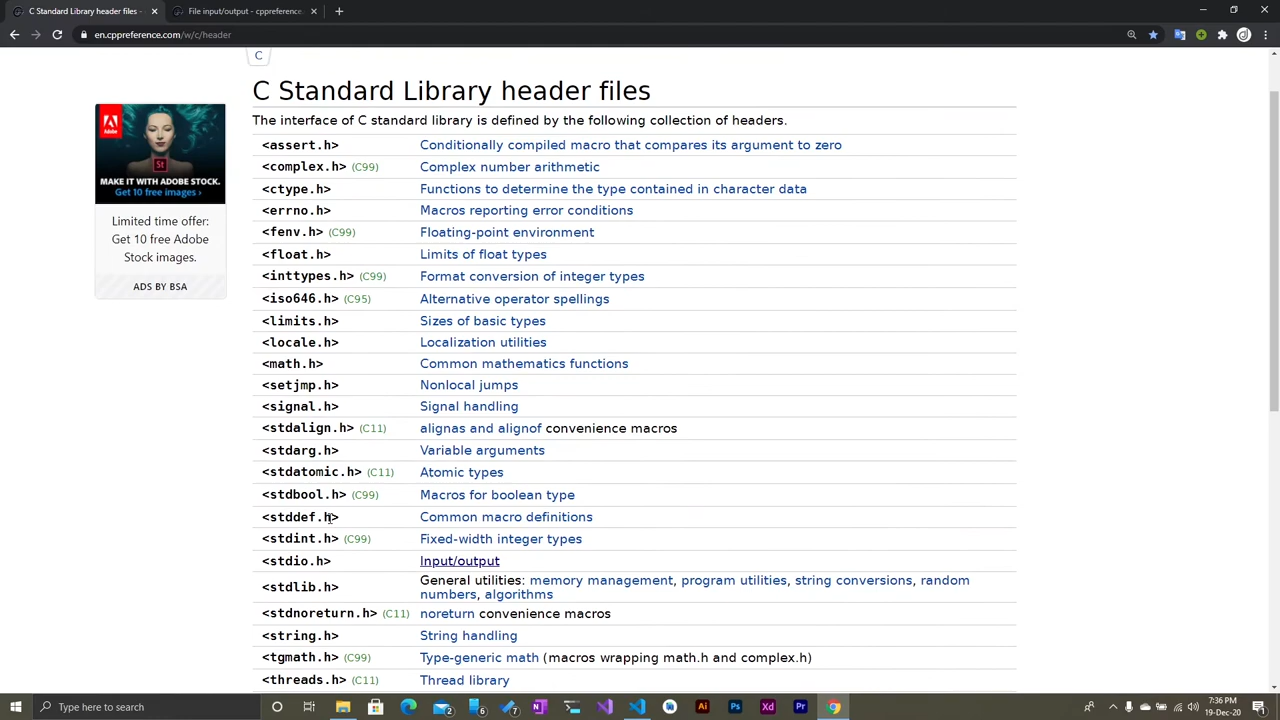 C Standard Library header files -
File input/output - cppreference.
en.cppreference.com/w/c/header
C
C Standard Library header files
The interface of C standard library is defined by the following collection of headers.
<assert.h> Conditionally compiled macro that compares its argument to zero
<complex.h> (C99) Complex number arithmetic
<ctype.h> Functions to determine the type contained in character data
<errno.h> Macros reporting error conditions
<fenv.h> (C99) Floating-point environment
<float.h> Limits of float types
<inttypes.h> (C99) Format conversion of integer types
<iso646.h> (C95) Alternative operator spellings
<limits.h> Sizes of basic types
<locale.h> Localization utilities
<math.h> Common mathematics functions
<setjmp.h> Nonlocal jumps
<signal.h> Signal handling
<stdalign.h> (C11) alignas and alignof convenience macros
<stdarg.h> Variable arguments
<stdatomic.h> (C11) Atomic types
<stdbool.h> (C99) Macros for boolean type
<stddef.h> Common macro definitions
<stdint.h> (C99) Fixed-width integer types
<stdio.h> Input/output
<stdlib.h> General utilities: memory management, program utilities, string conversions, random
numbers, algorithms
<stdnoreturn.h> (C11) noreturn convenience macros
<string.h> String handling
<tgmath.h> (C99) Type-generic math (macros wrapping math.h and complex.h)
<threads.h> (C11) Thread library
Adobe
St
MAKE IT WITH ADOBE STOCK.
Get 10 free images ›
Limited time offer:
Get 10 free Adobe
Stock images.
ADS BY BSA
Type here to search
Ai
Ps
Xd
Pr
7:36 PM
19-Dec-20